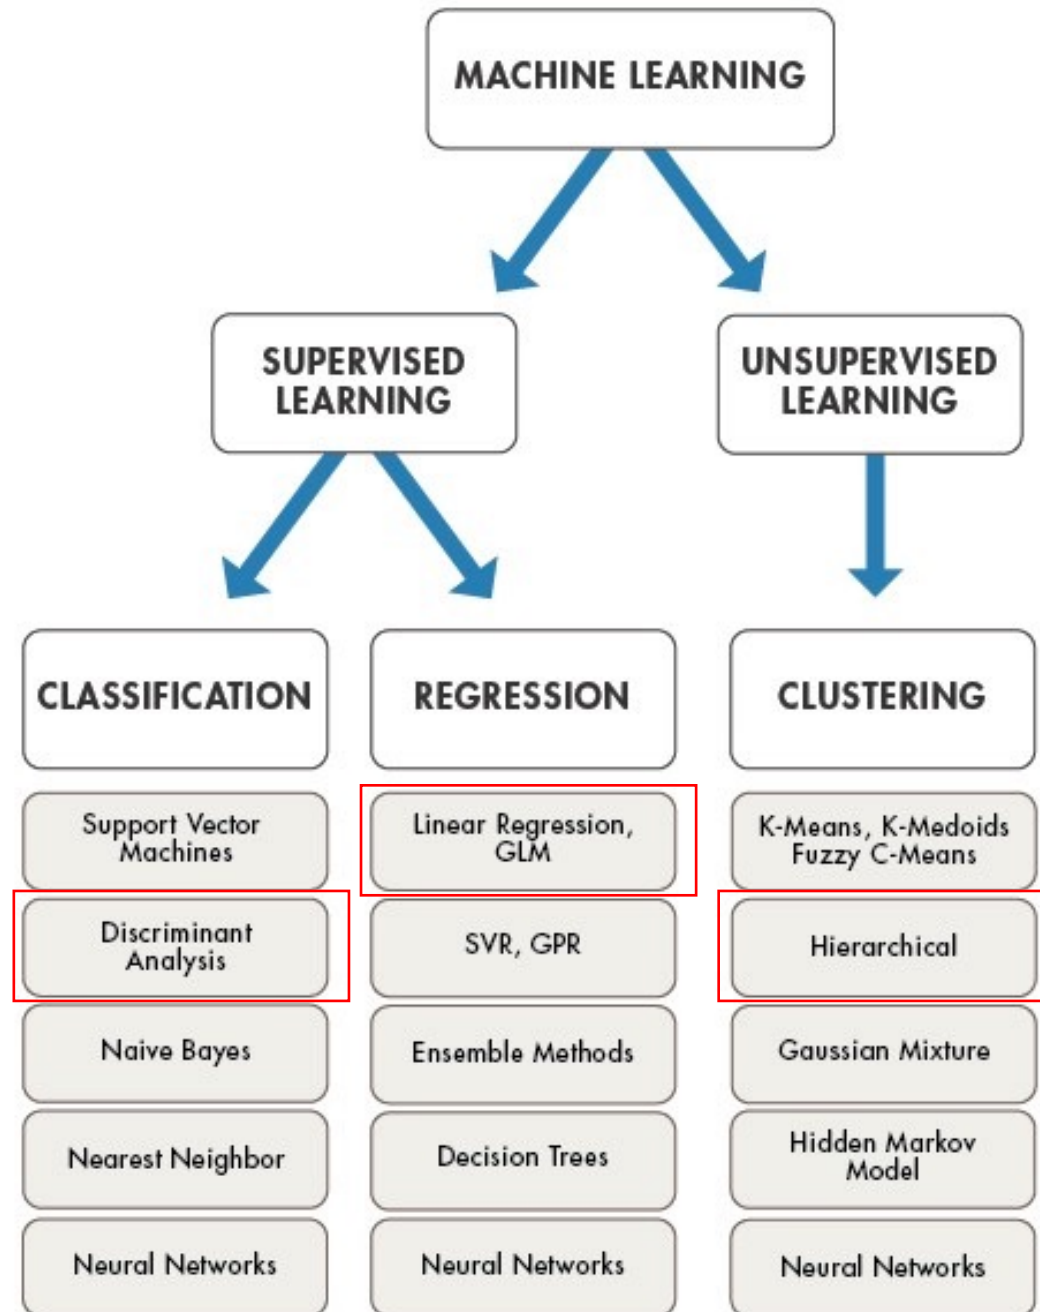 MACHINE LEARNING
SUPERVISED
LEARNING
UNSUPERVISED
LEARNING
CLASSIFICATION
REGRESSION
CLUSTERING
Support Vector
Machines
Discriminant
Analysis
Naive Bayes
Nearest Neighbor
Neural Networks
Linear Regression,
GLM
SVR, GPR
Ensemble Methods
Decision Trees
Neural Networks
K-Means, K-Medoids
Fuzzy C-Means
Hierarchical
Gaussian Mixture
Hidden Markov
Model
Neural Networks